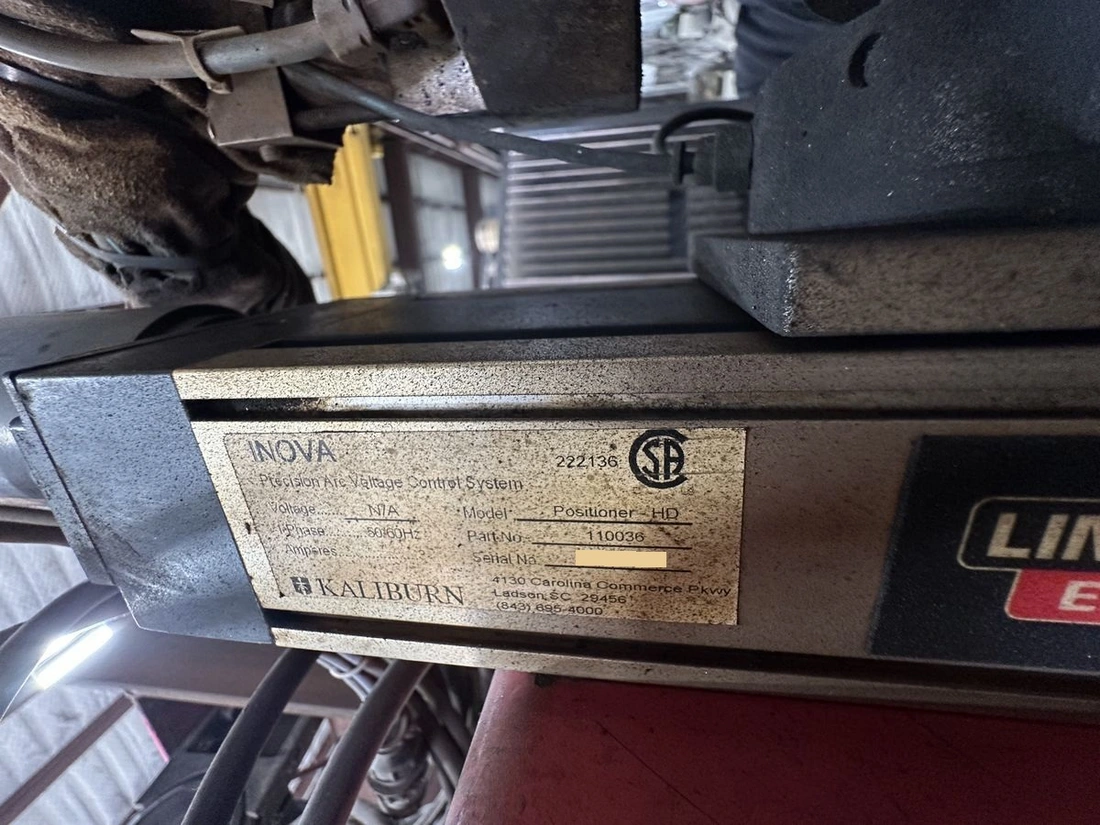 INOVA
222136
CSA
Precision Arc Voltage Control System
Voltage N/A Model Positioner - HD
Phase 50/60Hz Part No. 110036
Amperes Serial No.
KALIBURN
4130 Carolina Commerce Pkwy
Ladson, SC 29456
(843) 695-4000
LIN
E